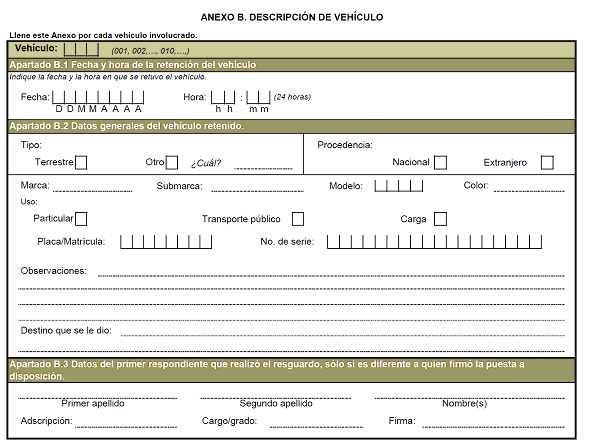 ANEXO B. DESCRIPCIÓN DE VEHÍCULO
Llene este Anexo por cada vehículo involucrado.
Vehículo: (001, 002,..., 010,...,)
Apartado B.1 Fecha y hora de la retención del vehículo
Indique la fecha y la hora en que se retuvo el vehículo.
Fecha: Hora: : (24 horas)
D D M M A A A A h h m m
Apartado B.2 Datos generales del vehículo retenido.
Tipo: Procedencia:
Terrestre Otro ¿Cuál? Nacional Extranjero
Marca: Submarca: Modelo: Color:
Uso:
Particular Transporte público Carga
Placa/Matrícula: No. de serie:
Observaciones:
Destino que se le dio:
Apartado B.3 Datos del primer respondiente que realizó el resguardo, sólo si es diferente a quien firmó la puesta a
disposición.
Primer apellido Segundo apellido Nombre(s)
Adscripción: Cargo/grado: Firma: